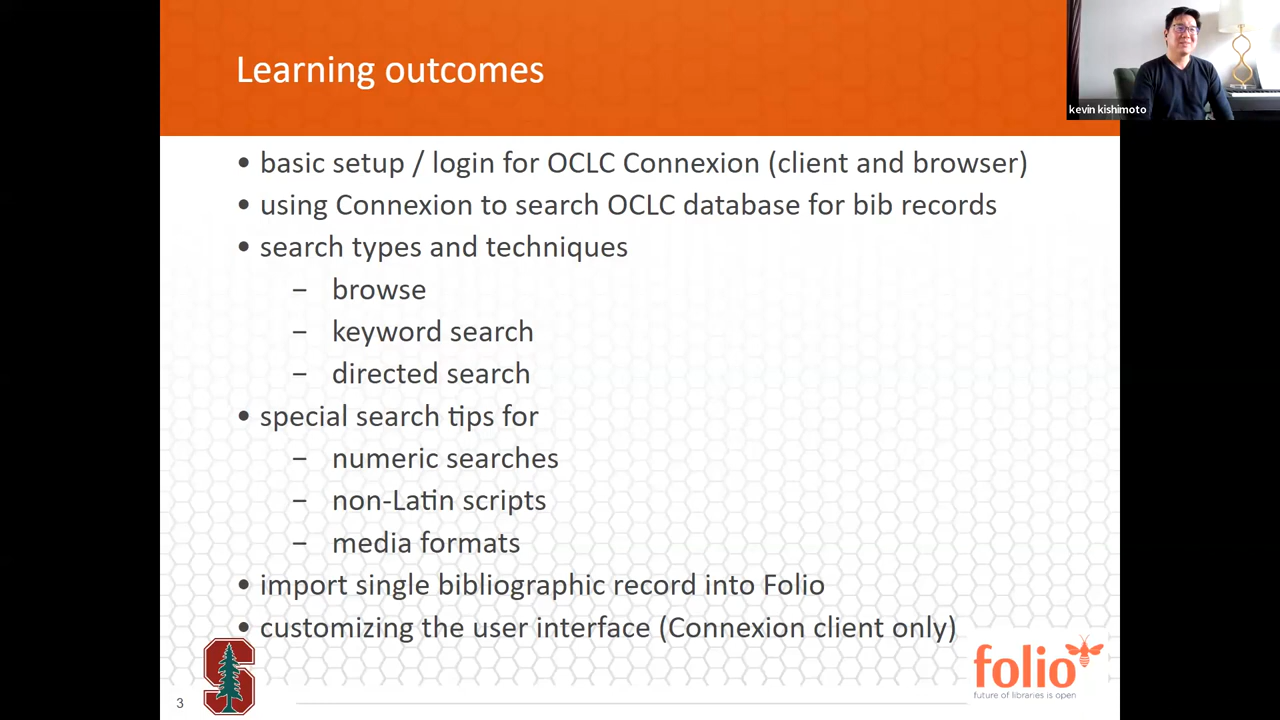 Learning outcomes
kevin kishimoto
• basic setup / login for OCLC Connexion (client and browser)
• using Connexion to search OCLC database for bib records
• search types and techniques
– browse
– keyword search
– directed search
• special search tips for
– numeric searches
– non-Latin scripts
– media formats
• import single bibliographic record into Folio
• customizing the user interface (Connexion client only)
S
folio
future of libraries is open
3